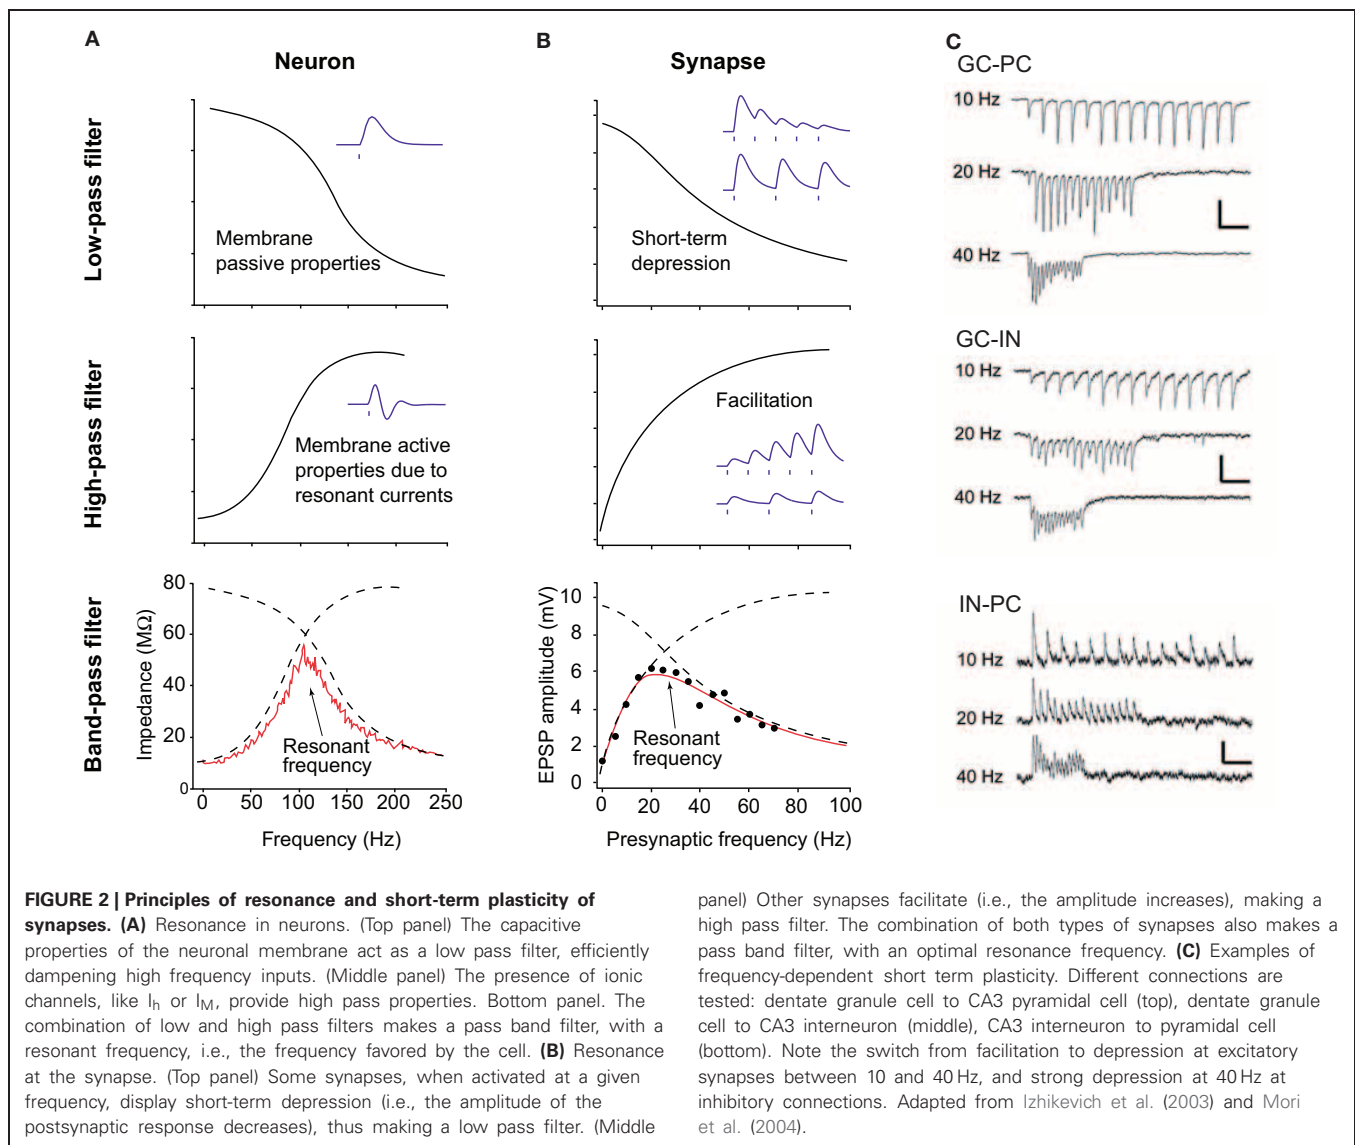 A
Neuron
Low-pass filter
Membrane
passive properties
High-pass filter
Membrane active
properties due to
resonant currents
Band-pass filter
Impedance (MΩ)
80
60
40
20
0
Resonant
frequency
0 50 100 150 200 250
Frequency (Hz)
B
Synapse
Short-term
depression
Facilitation
EPSP amplitude (mV)
10
8
6
4
2
0
Resonant
frequency
0 20 40 60 80 100
Presynaptic frequency (Hz)
C
GC-PC
10 Hz
20 Hz
40 Hz
GC-IN
10 Hz
20 Hz
40 Hz
IN-PC
10 Hz
20 Hz
40 Hz
FIGURE 2 | Principles of resonance and short-term plasticity of
synapses. (A) Resonance in neurons. (Top panel) The capacitive
properties of the neuronal membrane act as a low pass filter, efficiently
dampening high frequency inputs. (Middle panel) The presence of ionic
channels, like Ih or IM, provide high pass properties. Bottom panel. The
combination of low and high pass filters makes a pass band filter, with a
resonant frequency, i.e., the frequency favored by the cell. (B) Resonance
at the synapse. (Top panel) Some synapses, when activated at a given
frequency, display short-term depression (i.e., the amplitude of the
postsynaptic response decreases), thus making a low pass filter. (Middle
panel) Other synapses facilitate (i.e., the amplitude increases), making a
high pass filter. The combination of both types of synapses also makes a
pass band filter, with an optimal resonance frequency. (C) Examples of
frequency-dependent short term plasticity. Different connections are
tested: dentate granule cell to CA3 pyramidal cell (top), dentate granule
cell to CA3 interneuron (middle), CA3 interneuron to pyramidal cell
(bottom). Note the switch from facilitation to depression at excitatory
synapses between 10 and 40 Hz, and strong depression at 40 Hz at
inhibitory connections. Adapted from Izhikevich et al. (2003) and Mori
et al. (2004).